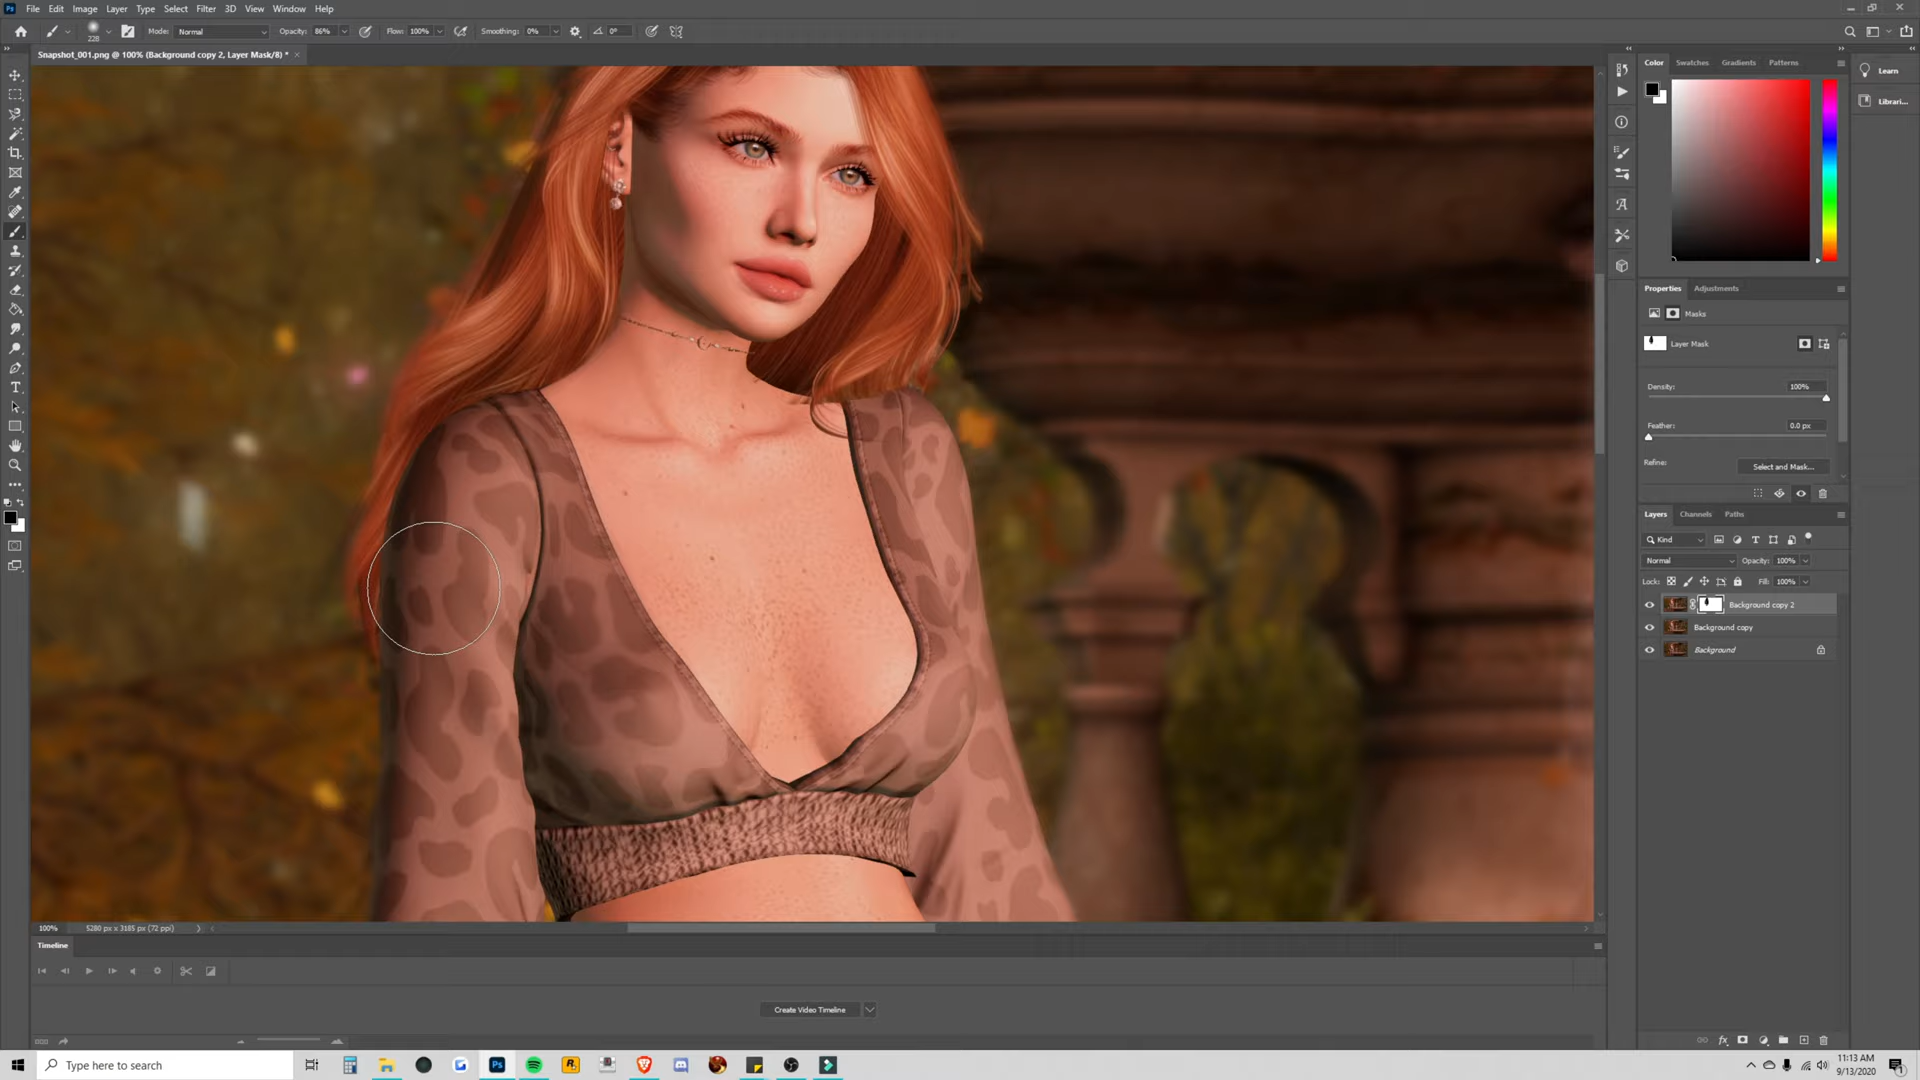 File Edit Image Layer Type Select Filter 3D View Window Help
228 Mode: Normal Opacity: 86% Flow: 100% Smoothing: 0% 0°
Snapshot_001.png @ 100% (Background copy 2, Layer Mask/8) *
Color Swatches Gradients Patterns
Learn
Librari...
Properties Adjustments
Masks
Layer Mask
Density: 100%
Feather: 0.0 px
Refine: Select and Mask...
Layers Channels Paths
Kind
Normal Opacity: 100%
Lock: Fill: 100%
Background copy 2
Background copy
Background
100% 5280 px x 3185 px (72 ppi)
Timeline
Create Video Timeline
Type here to search
11:13 AM
9/13/2020